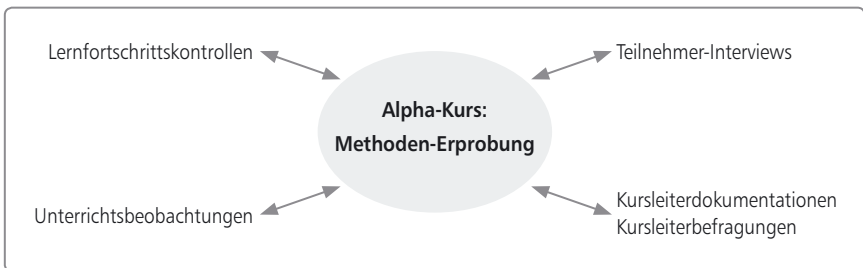 Lernfortschrittskontrollen
Teilnehmer-Interviews
Alpha-Kurs:
Methoden-Erprobung
Unterrichtsbeobachtungen
Kursleiterdokumentationen
Kursleiterbefragungen